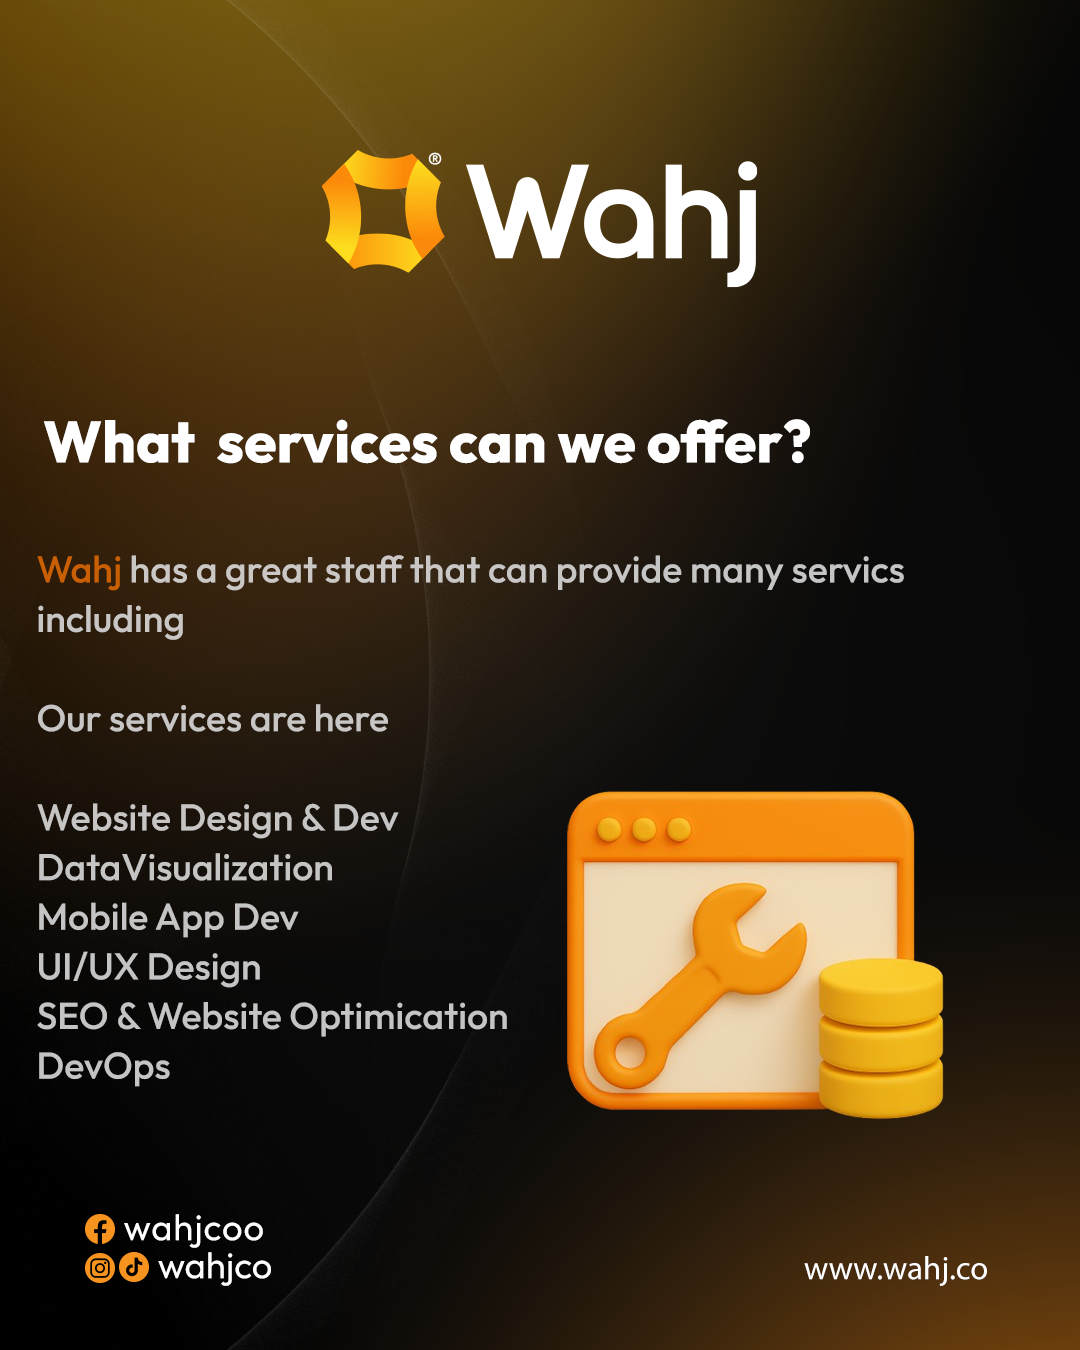 Wahj
What services can we offer?
Wahj has a great staff that can provide many servics
including
Our services are here
Website Design & Dev
DataVisualization
Mobile App Dev
UI/UX Design
SEO & Website Optimication
DevOps
wahjcoo
wahjco
www.wahj.co